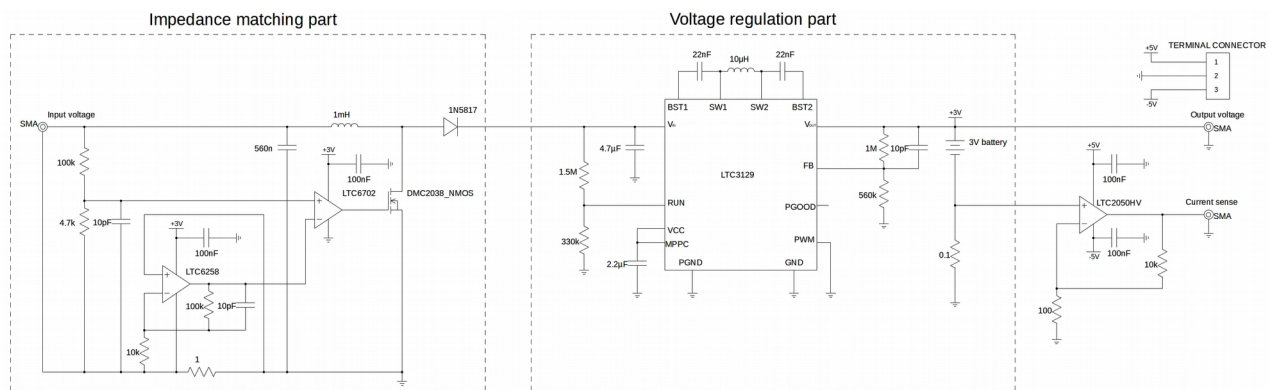 Impedance matching part
Voltage regulation part
TERMINAL CONNECTOR
+5V
1
2
3
-5V
22nF
10µH
22nF
BST1
SW1
SW2
BST2
SMA
Input voltage
1mH
1N5817
Vin
+3V
Output voltage
SMA
100k
560n
+3V
100nF
LTC6702
DMC2038_NMOS
4.7µF
1.5M
LTC3129
FB
1M
10pF
3V battery
560k
+5V
100nF
4.7k
10pF
+3V
100nF
LTC6258
RUN
PGOOD
330k
VCC
MPPC
PWM
2.2µF
PGND
GND
LTC2050HV
Current sense
SMA
0.1
100nF
-5V
10k
100
100k
10pF
10k
1